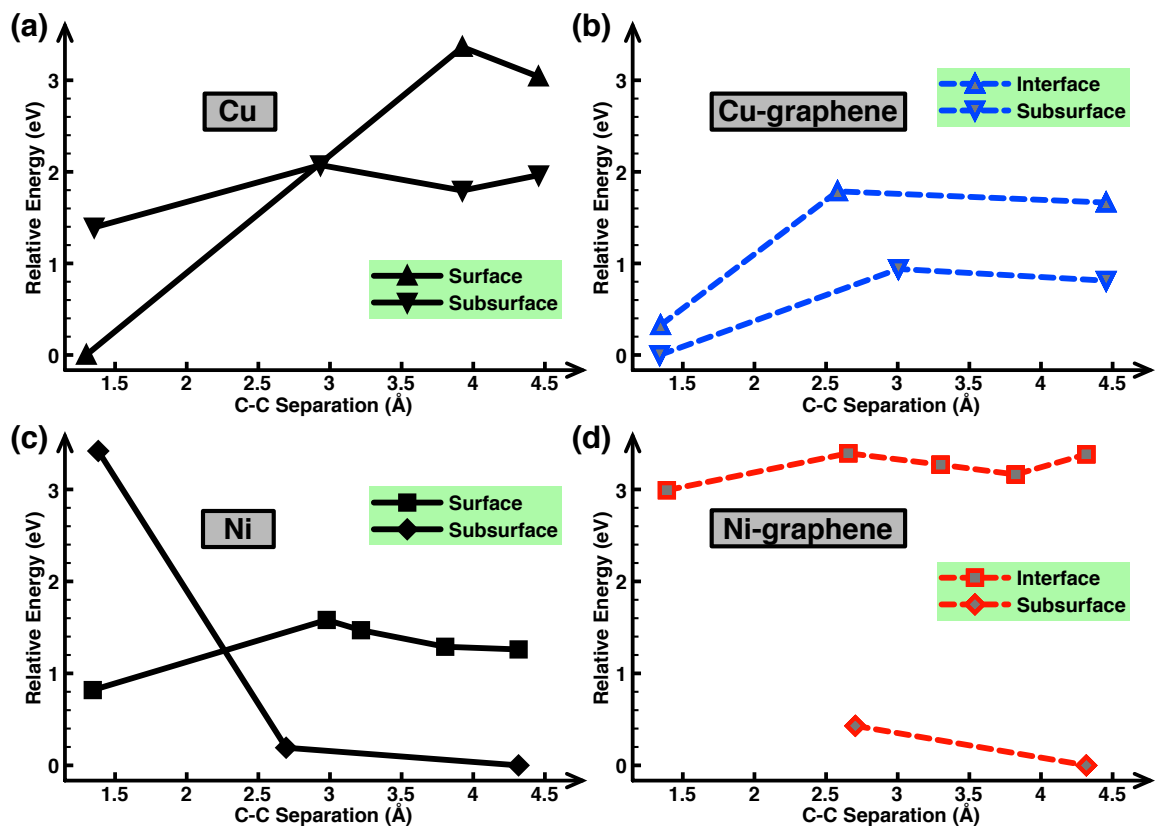 (a)
Relative Energy (eV)
3
2
1
0
Cu
Surface
Subsurface
1.5 2 2.5 3 3.5 4 4.5
C-C Separation (Å)
(b)
Relative Energy (eV)
3
2
1
0
Cu-graphene
Interface
Subsurface
1.5 2 2.5 3 3.5 4 4.5
C-C Separation (Å)
(c)
Relative Energy (eV)
3
2
1
0
Ni
Surface
Subsurface
1.5 2 2.5 3 3.5 4 4.5
C-C Separation (Å)
(d)
Relative Energy (eV)
3
2
1
0
Ni-graphene
Interface
Subsurface
1.5 2 2.5 3 3.5 4 4.5
C-C Separation (Å)